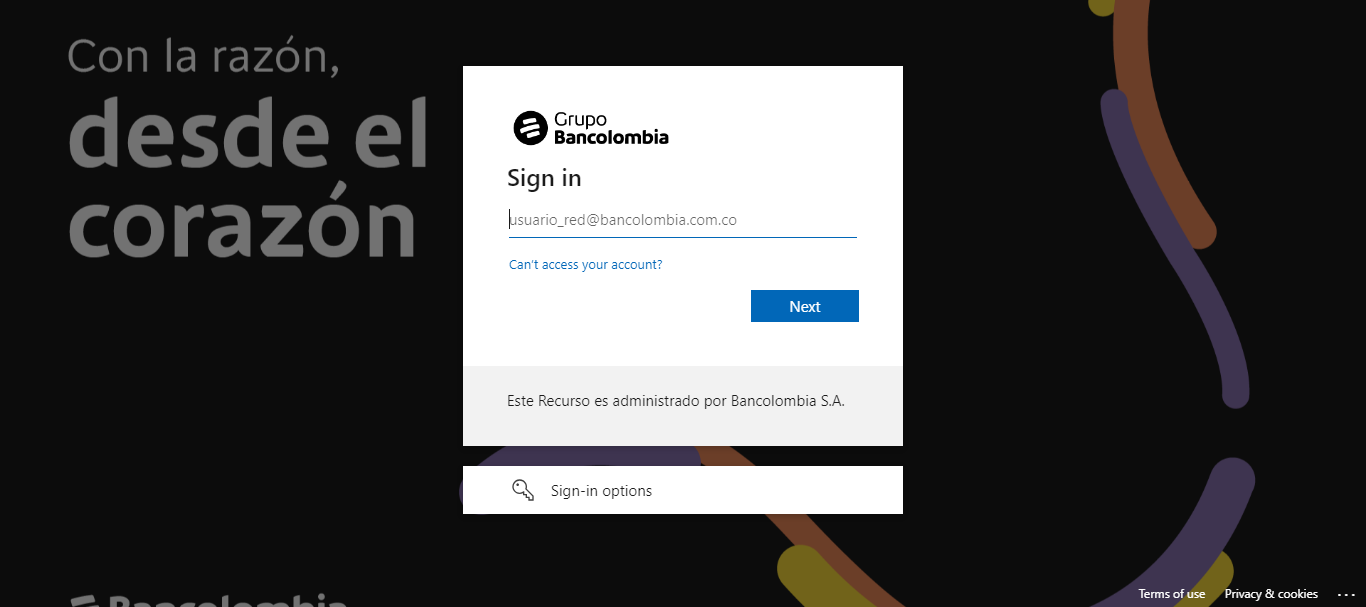 Con la razón,
desde el
corazón
Grupo
Bancolombia
Sign in
usuario_red@bancolombia.com.co
Can't access your account?
Next
Este Recurso es administrado por Bancolombia S.A.
Sign-in options
Bancolombia
Terms of use
Privacy & cookies
...